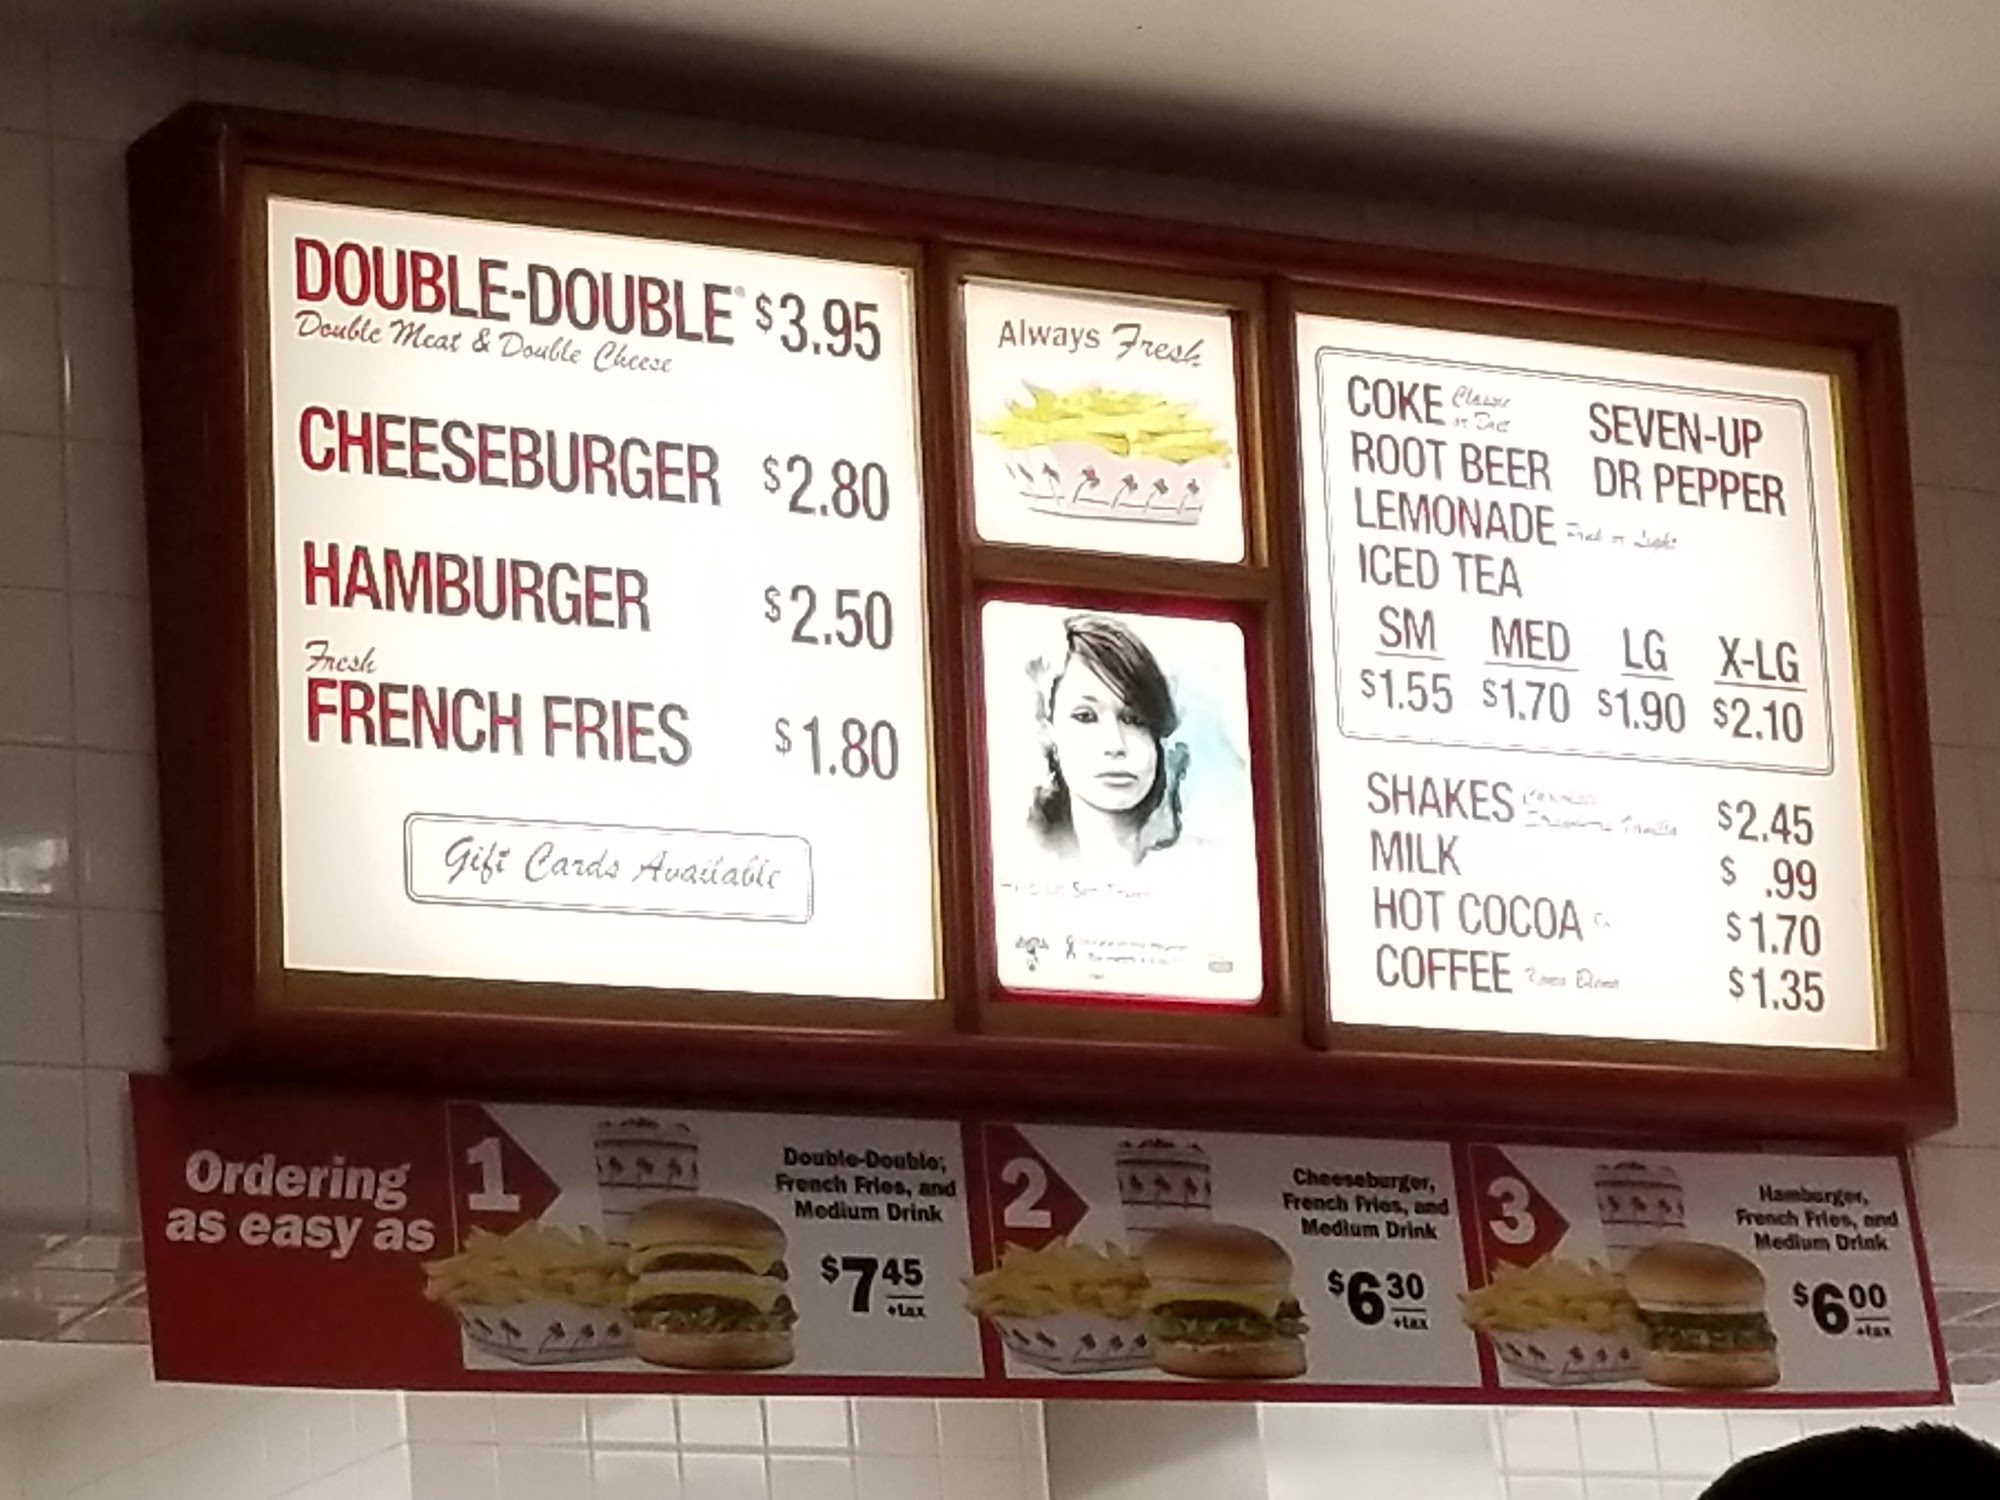 DOUBLE-DOUBLE® $3.95
Double Meat & Double Cheese
CHEESEBURGER $2.80
HAMBURGER $2.50
Fresh
FRENCH FRIES $1.80
Gift Cards Available
Always Fresh
COKE Classic or Diet SEVEN-UP
ROOT BEER DR PEPPER
LEMONADE
ICED TEA
SM MED LG X-LG
$1.55 $1.70 $1.90 $2.10
SHAKES $2.45
MILK $ .99
HOT COCOA $1.70
COFFEE $1.35
Ordering
as easy as
1
Double-Double,
French Fries, and
Medium Drink
$7 45
+tax
2
Cheeseburger,
French Fries, and
Medium Drink
$6 30
+tax
3
Hamburger,
French Fries, and
Medium Drink
$6 00
+tax